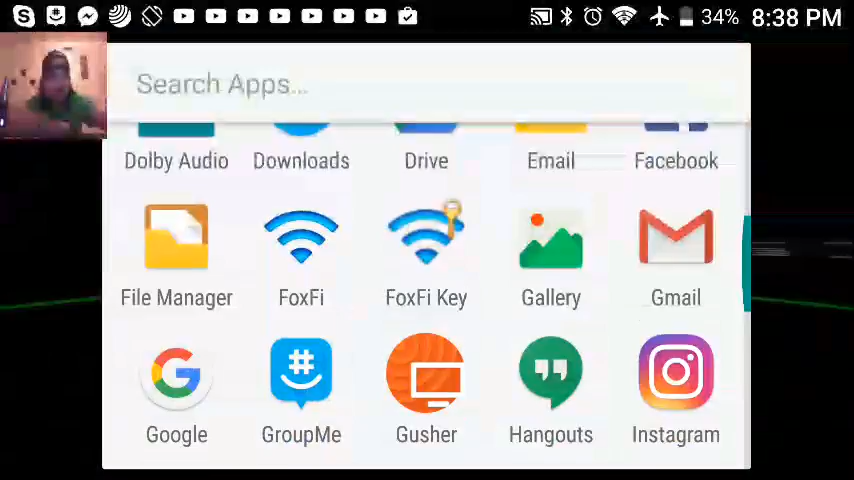 34% 8:38 PM
Search Apps...
Dolby Audio Downloads Drive Email Facebook
File Manager FoxFi FoxFi Key Gallery Gmail
Google GroupMe Gusher Hangouts Instagram